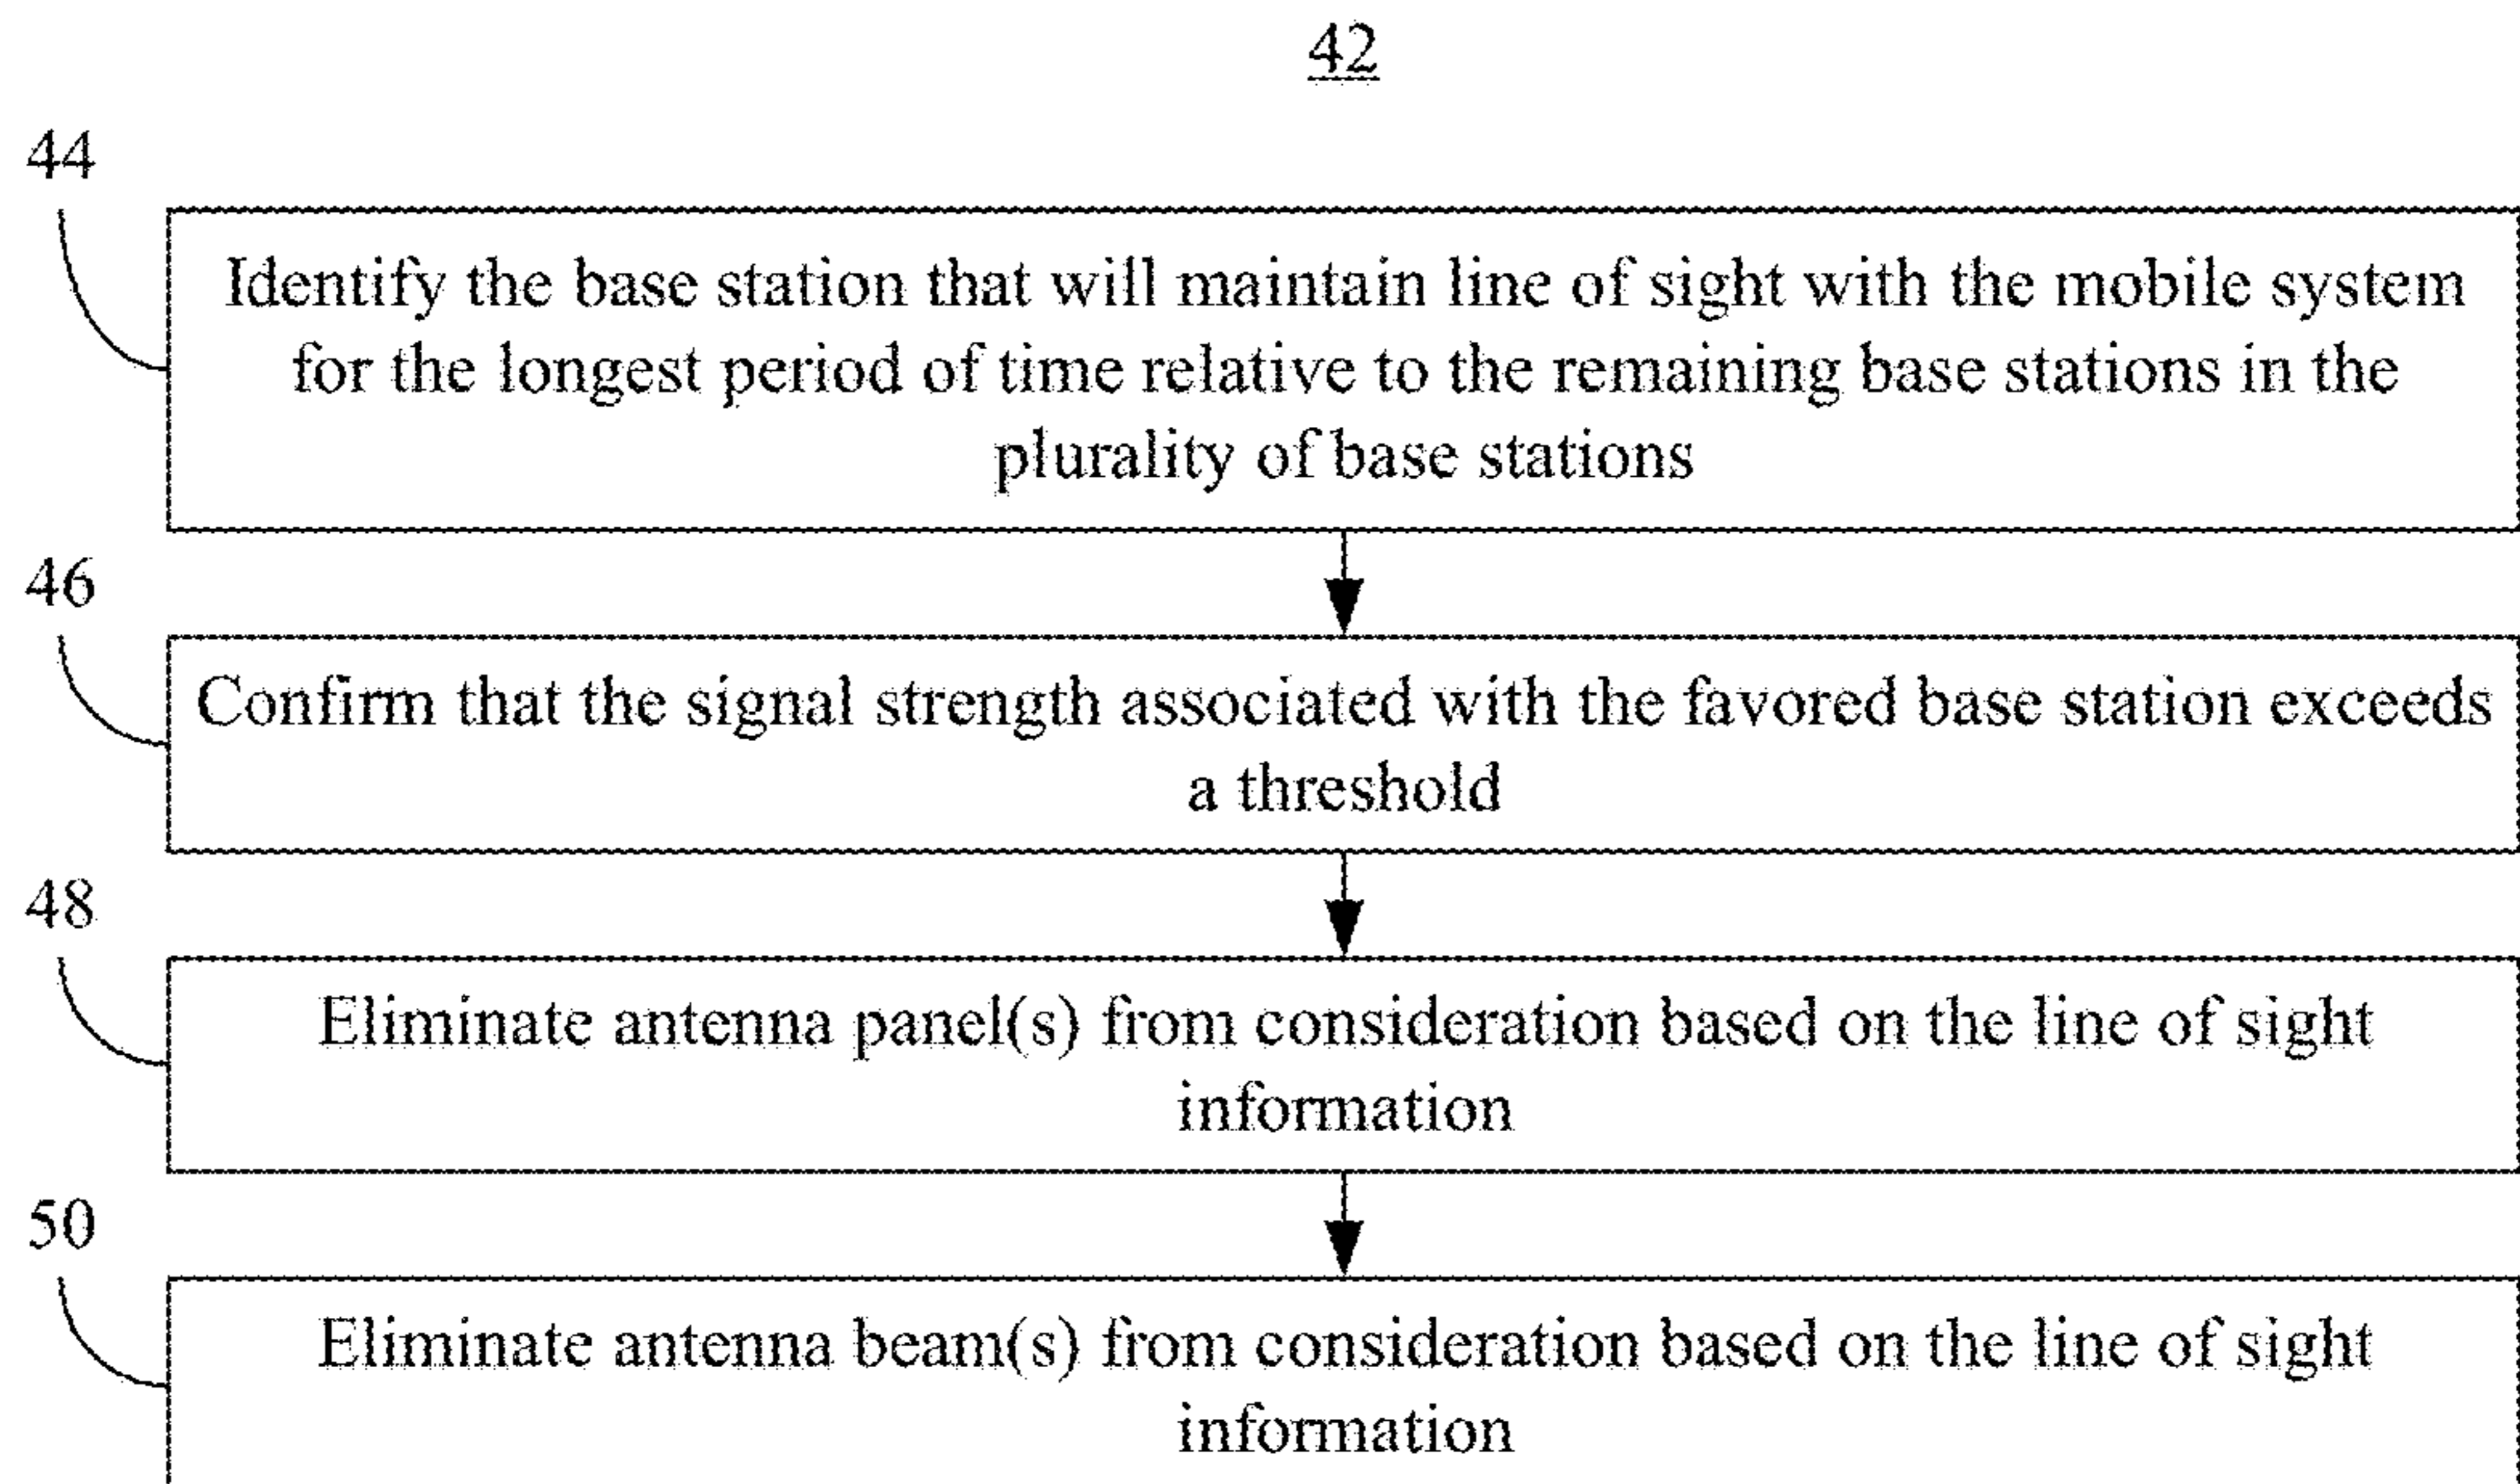 42
44
Identify the base station that will maintain line of sight with the mobile system
for the longest period of time relative to the remaining base stations in the
plurality of base stations
46
Confirm that the signal strength associated with the favored base station exceeds
a threshold
48
Eliminate antenna panel(s) from consideration based on the line of sight
information
50
Eliminate antenna beam(s) from consideration based on the line of sight
information